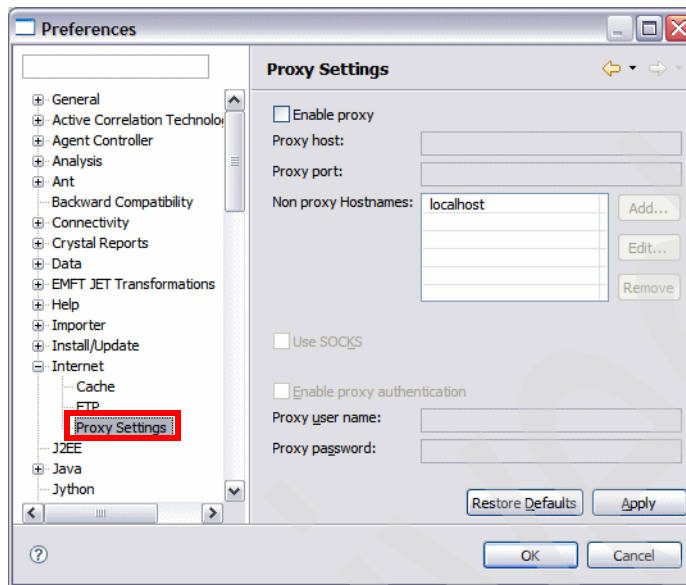 Preferences
Proxy Settings
General
Active Correlation Technolo
Agent Controller
Analysis
Ant
Backward Compatibility
Connectivity
Crystal Reports
Data
EMFT JET Transformations
Help
Importer
Install/Update
Internet
Cache
FTP
Proxy Settings
J2EE
Java
Jython
Enable proxy
Proxy host:
Proxy port:
Non proxy Hostnames:
localhost
Add...
Edit...
Remove
Use SOCKS
Enable proxy authentication
Proxy user name:
Proxy password:
Restore Defaults
Apply
?
OK
Cancel